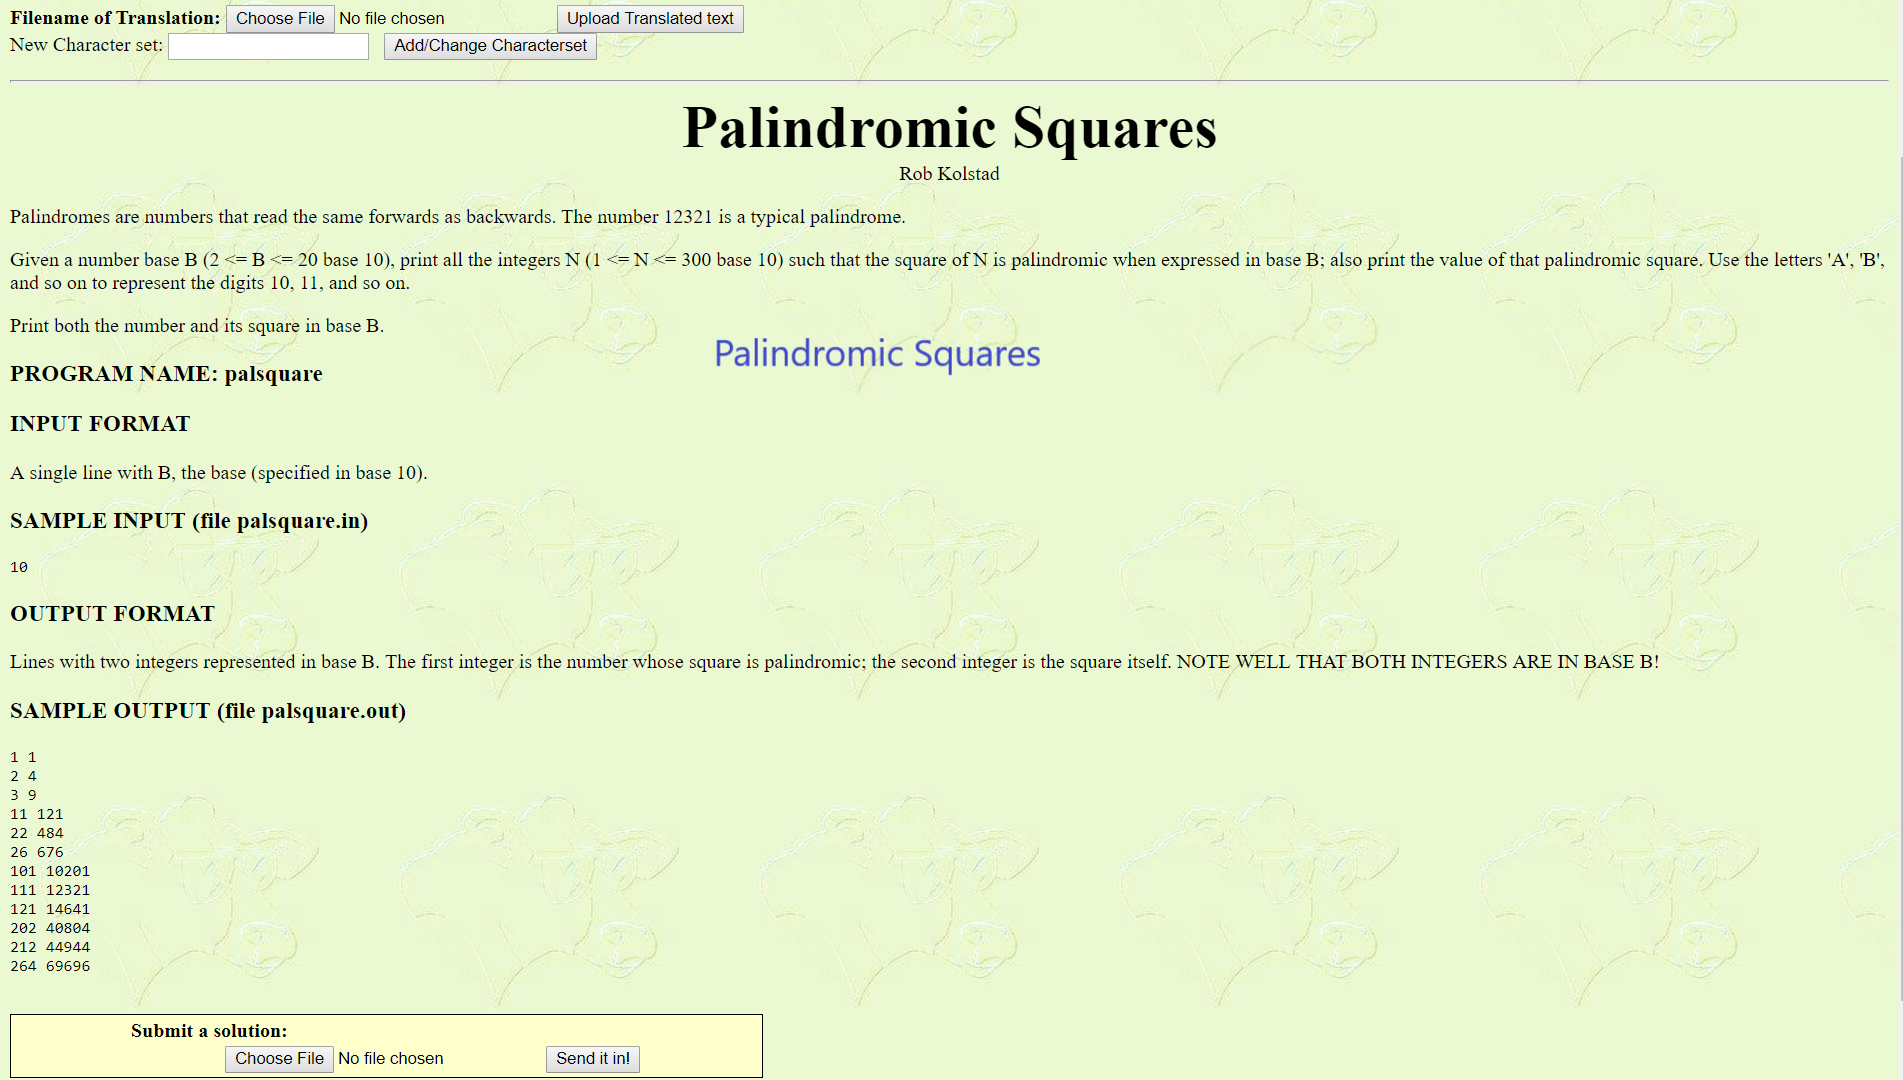 Filename of Translation: Choose File No file chosen Upload Translated text
New Character set: Add/Change Characterset
Palindromic Squares
Rob Kolstad
Palindromes are numbers that read the same forwards as backwards. The number 12321 is a typical palindrome.
Given a number base B (2 <= B <= 20 base 10), print all the integers N (1 <= N <= 300 base 10) such that the square of N is palindromic when expressed in base B; also print the value of that palindromic square. Use the letters 'A', 'B',
and so on to represent the digits 10, 11, and so on.
Print both the number and its square in base B.
Palindromic Squares
PROGRAM NAME: palsquare
INPUT FORMAT
A single line with B, the base (specified in base 10).
SAMPLE INPUT (file palsquare.in)
10
OUTPUT FORMAT
Lines with two integers represented in base B. The first integer is the number whose square is palindromic; the second integer is the square itself. NOTE WELL THAT BOTH INTEGERS ARE IN BASE B!
SAMPLE OUTPUT (file palsquare.out)
1 1
2 4
3 9
11 121
22 484
26 676
101 10201
111 12321
121 14641
202 40804
212 44944
264 69696
Submit a solution:
Choose File No file chosen Send it in!